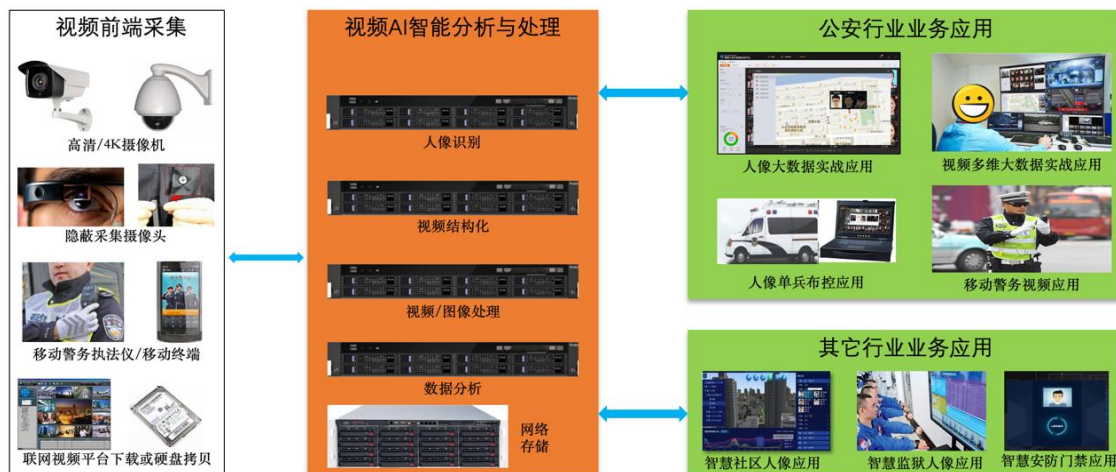 视频前端采集
高清/4K摄像机
隐蔽采集摄像头
移动警务执法仪/移动终端
联网视频平台下载或硬盘拷贝
视频AI智能分析与处理
人像识别
视频结构化
视频/图像处理
数据分析
网络
存储
公安行业业务应用
人像大数据实战应用
视频多维大数据实战应用
人像单兵布控应用
移动警务视频应用
其它行业业务应用
智慧社区人像应用
智慧监狱人像应用
智慧安防门禁应用